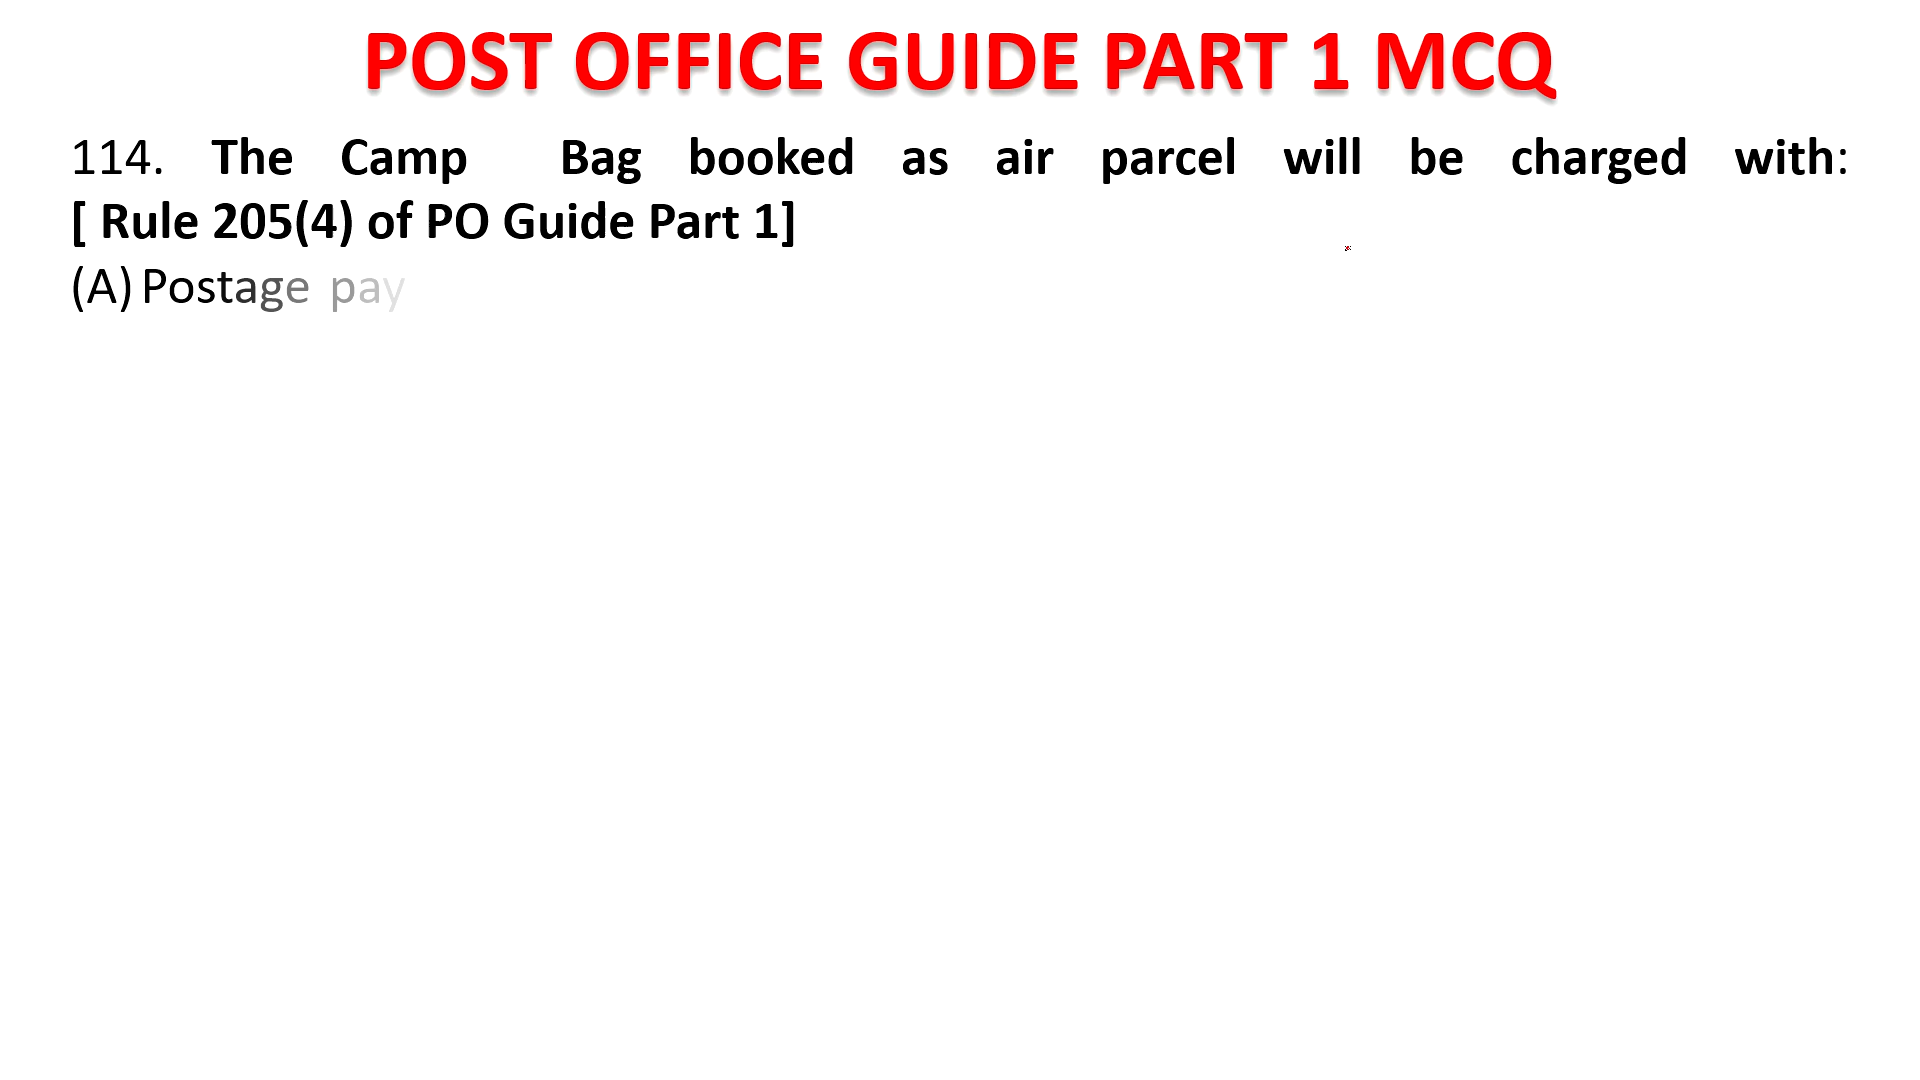 POST OFFICE GUIDE PART 1 MCQ
114. The Camp Bag booked as air parcel will be charged with:
[ Rule 205(4) of PO Guide Part 1]
(A) Postage pay